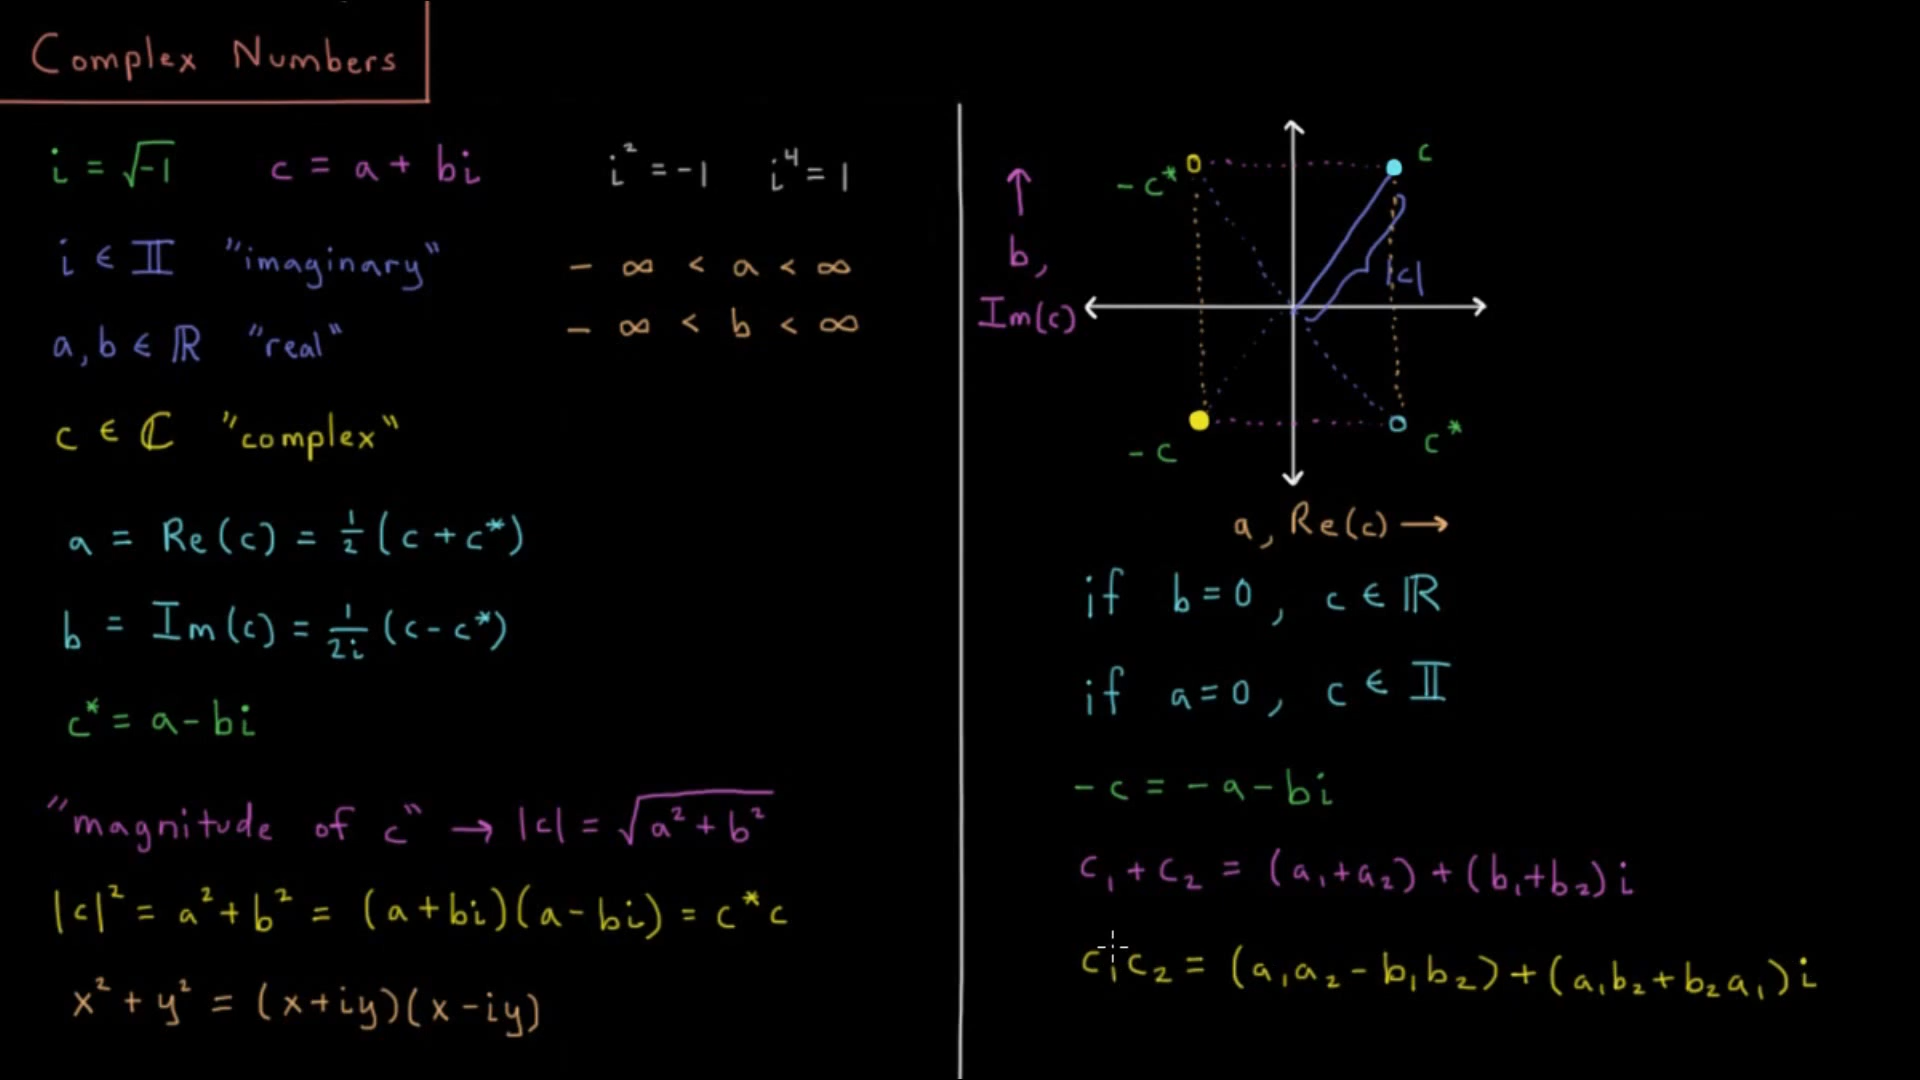 Complex Numbers
i = √-1   c = a + bi   i² = -1   i⁴ = 1
i ∈ 𝕀 "imaginary"   - ∞ < a < ∞
a, b ∈ ℝ "real"   - ∞ < b < ∞
c ∈ ℂ "complex"
a = Re(c) = 1/2 (c + c*)
b = Im(c) = 1/2i (c - c*)
c* = a - bi
"magnitude of c" → |c| = √(a² + b²)
|c|² = a² + b² = (a + bi)(a - bi) = c* c
x² + y² = (x + iy)(x - iy)
-c*   c
↑
b,
Im(c)
|c|
-c   c*
a, Re(c) →
if b = 0, c ∈ ℝ
if a = 0, c ∈ 𝕀
-c = -a - bi
c₁ + c₂ = (a₁+a₂) + (b₁+b₂)i
c₁c₂ = (a₁a₂ - b₁b₂) + (a₁b₂ + b₂a₁)i